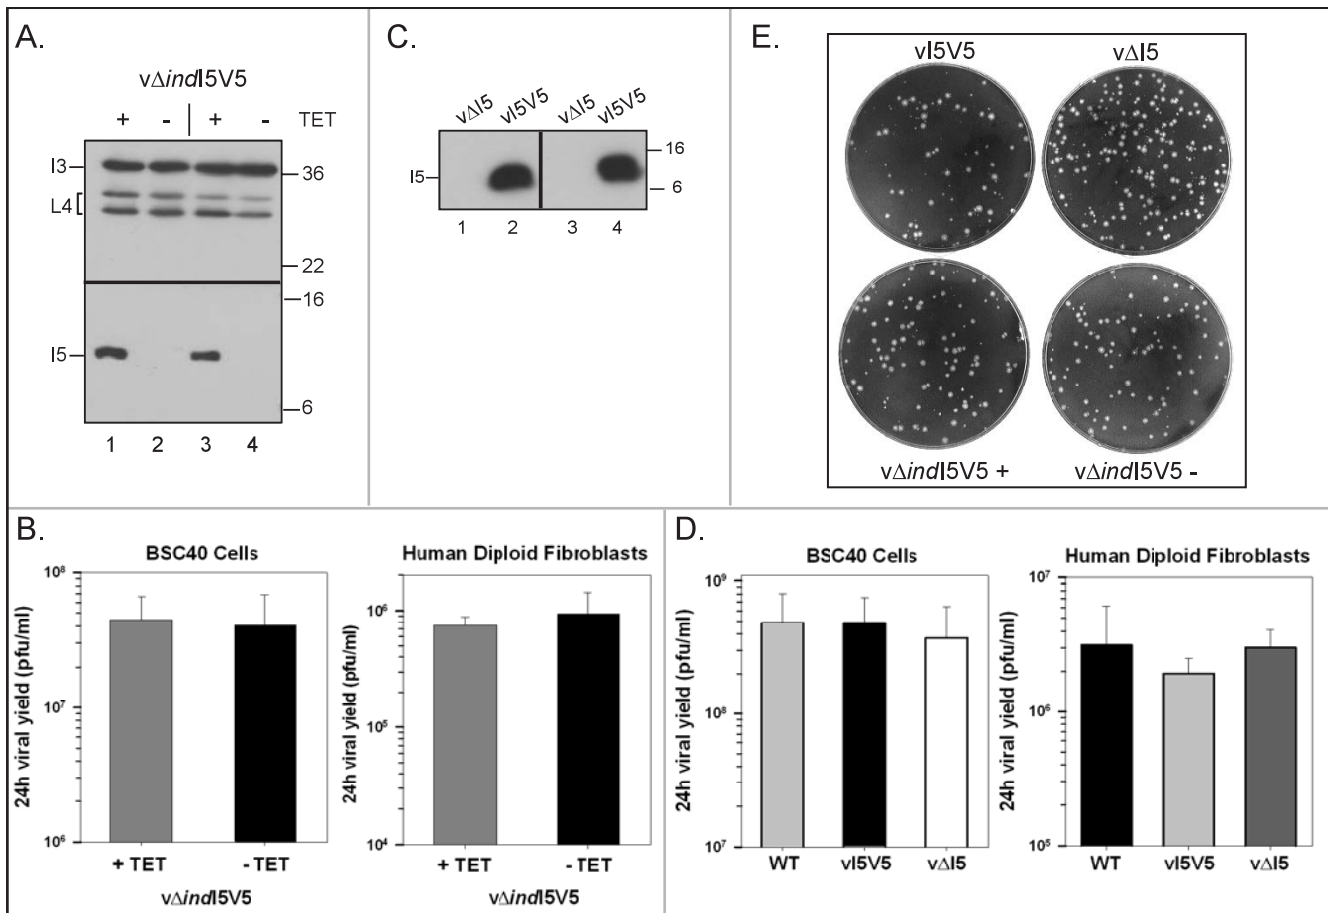 A.
vΔindI5V5
+ - + - TET
I3
L4
I5
36
22
16
6
1 2 3 4
C.
vΔI5 vI5V5 vΔI5 vI5V5
I5
16
6
1 2 3 4
E.
vI5V5 vΔI5
vΔindI5V5 + vΔindI5V5 -
B.
BSC40 Cells
24h viral yield (pfu/ml)
10⁸
10⁷
10⁶
+ TET - TET
vΔindI5V5
Human Diploid Fibroblasts
24h viral yield (pfu/ml)
10⁶
10⁵
10⁴
+ TET - TET
vΔindI5V5
D.
BSC40 Cells
24h viral yield (pfu/ml)
10⁹
10⁸
10⁷
WT vI5V5 vΔI5
Human Diploid Fibroblasts
24h viral yield (pfu/ml)
10⁷
10⁶
10⁵
WT vI5V5 vΔI5